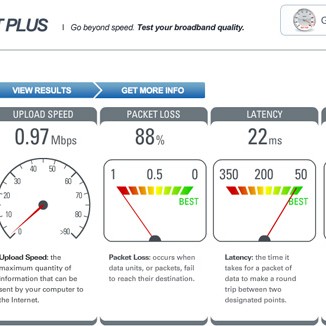 T PLUS
Go beyond speed. Test your broadband quality.
G
VIEW RESULTS
GET MORE INFO
UPLOAD SPEED
0.97 Mbps
0
10
20
30
40
50
60
70
80
>90
Upload Speed: the
maximum quantity of
information that can be
sent by your computer to
the Internet.
PACKET LOSS
88%
1 0.5 0
BEST
Packet Loss: occurs when
data units, or packets, fail
to reach their destination.
LATENCY
22 ms
350 200 50
BEST
Latency: the time it
takes for a packet of
data to make a round
trip between two
designated points.